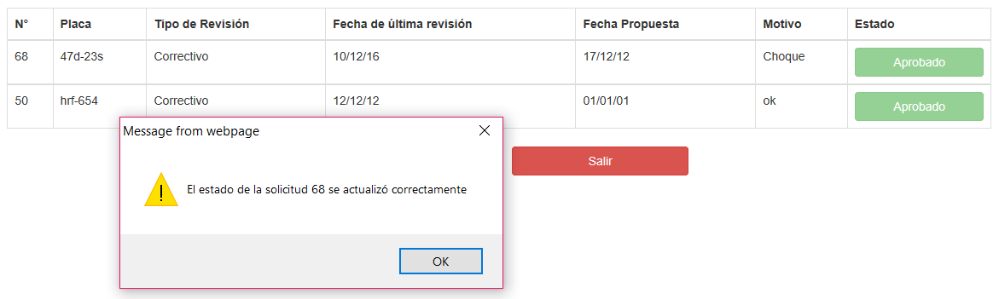 N° Placa Tipo de Revisión Fecha de última revisión Fecha Propuesta Motivo Estado
68 47d-23s Correctivo 10/12/16 17/12/12 Choque Aprobado
50 hrf-654 Correctivo 12/12/12 01/01/01 ok Aprobado
Message from webpage
Salir
El estado de la solicitud 68 se actualizó correctamente
OK